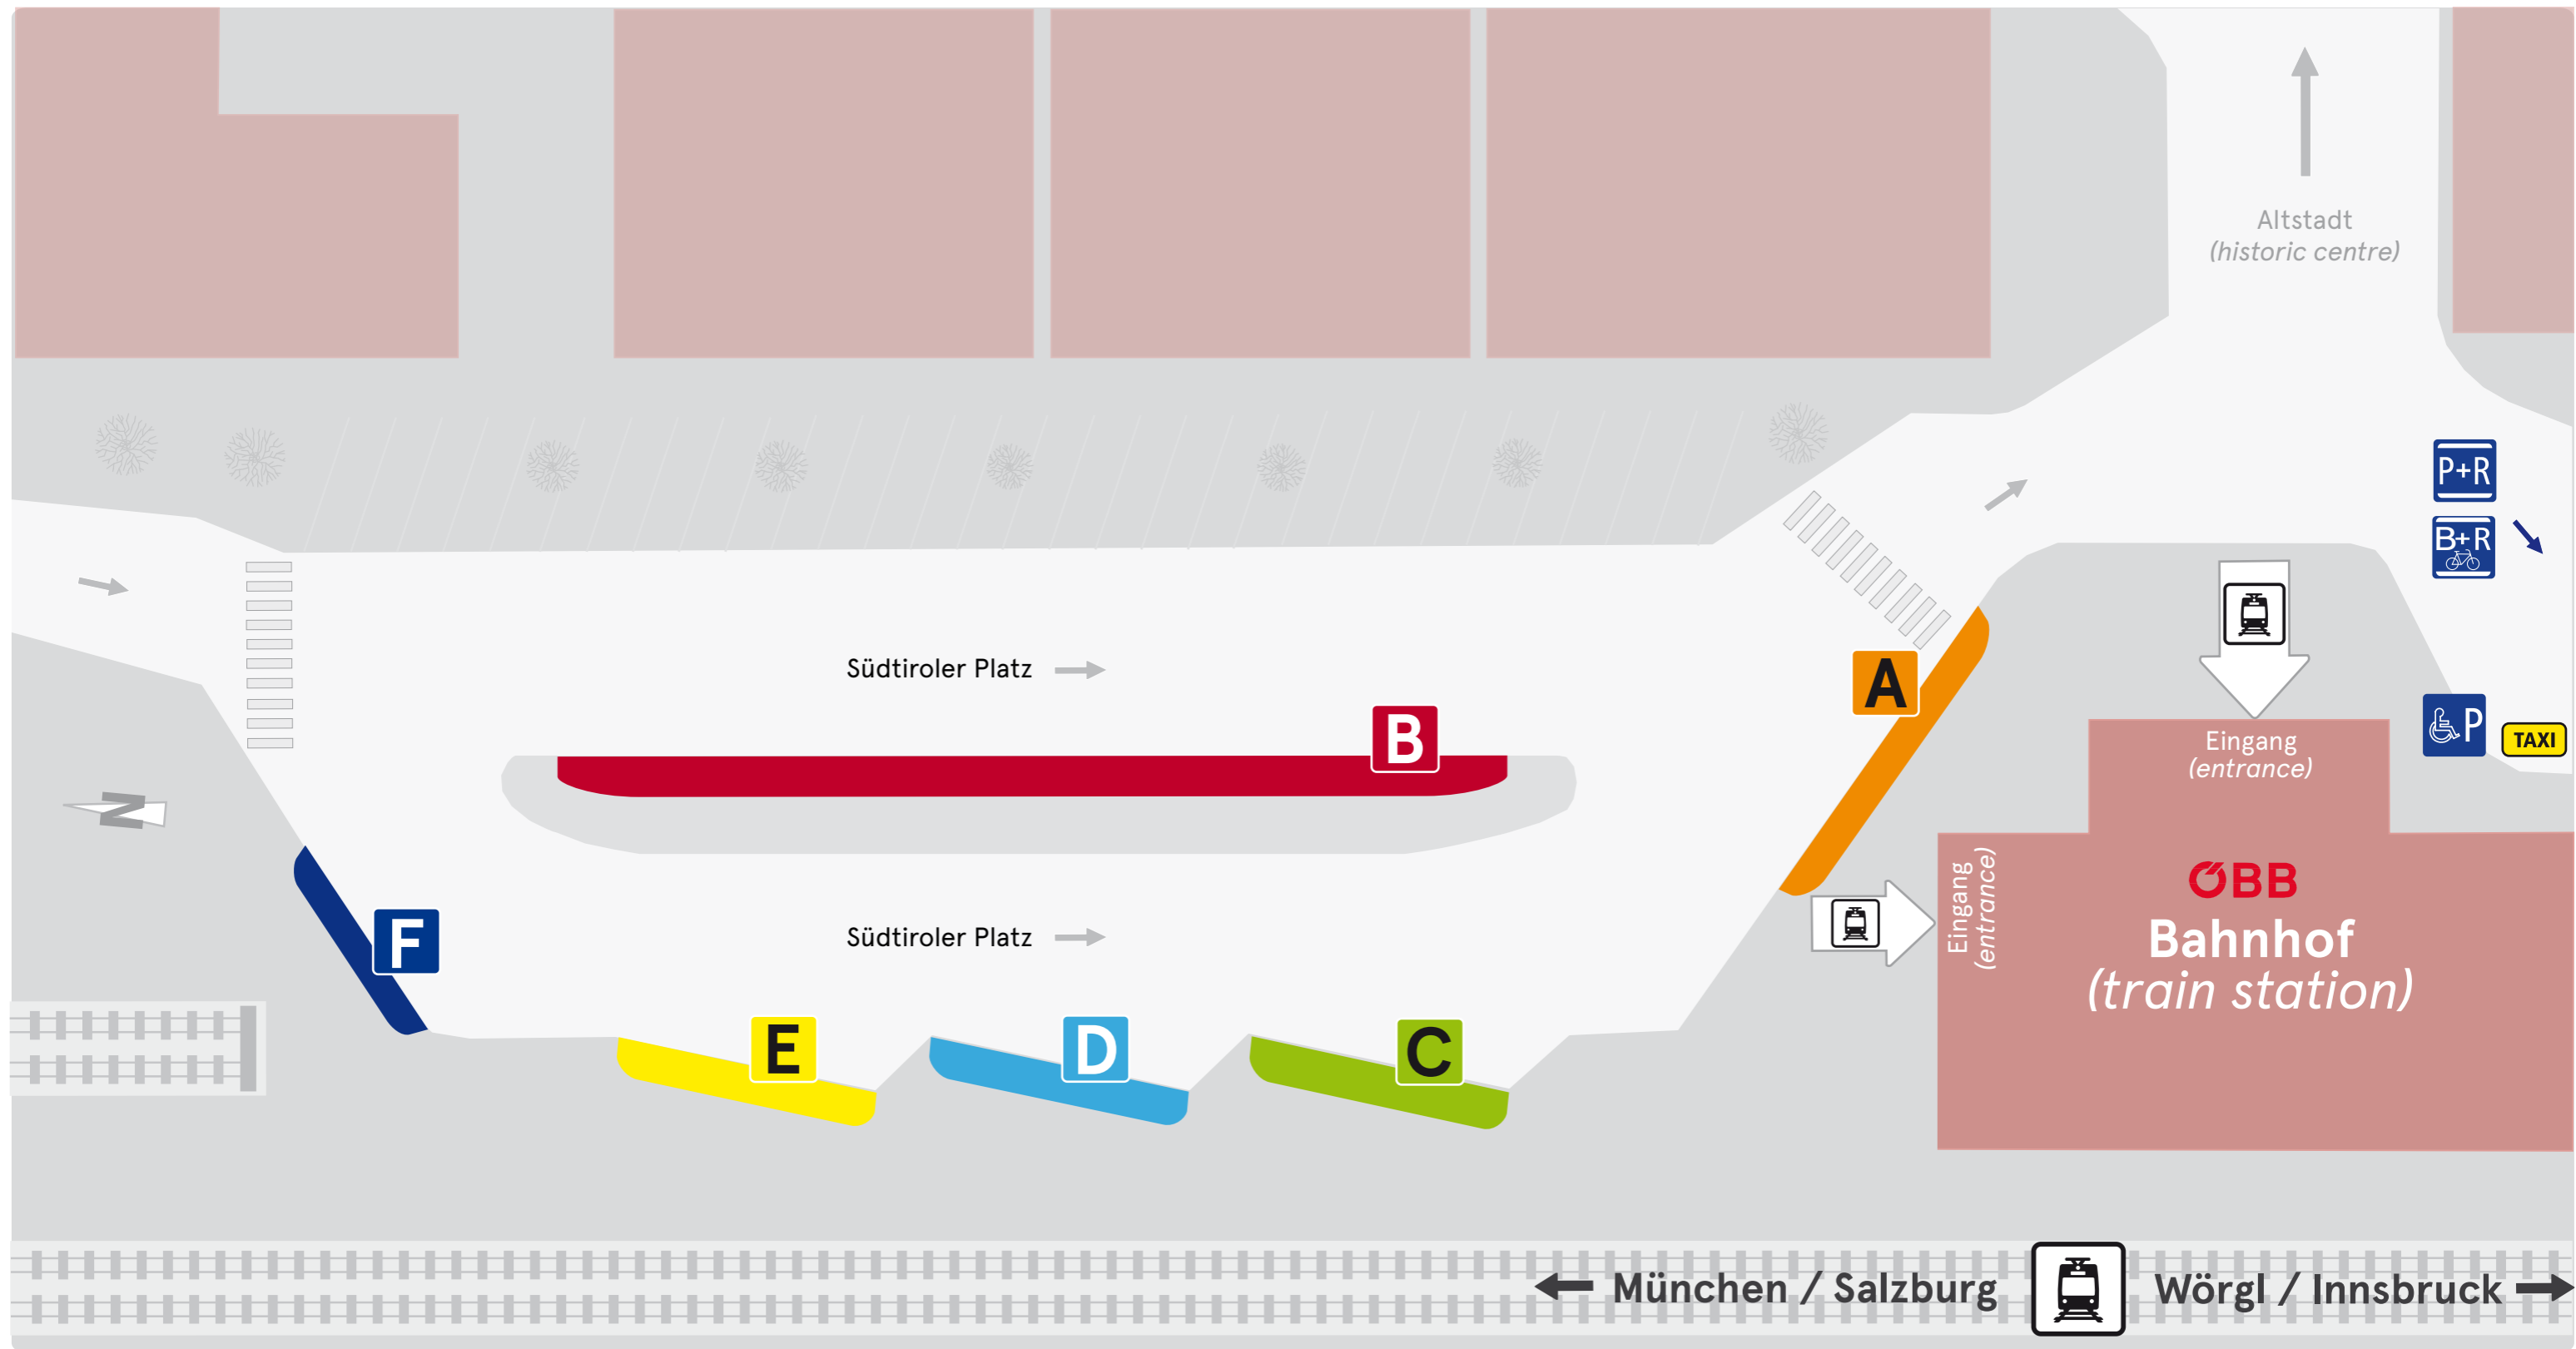 Altstadt
(historic centre)
P+R
B+R
Südtiroler Platz
A
B
P
TAXI
Eingang
(entrance)
N
Eingang
(entrance)
ÖBB
Bahnhof
(train station)
F
Südtiroler Platz
E
D
C
München / Salzburg
Wörgl / Innsbruck